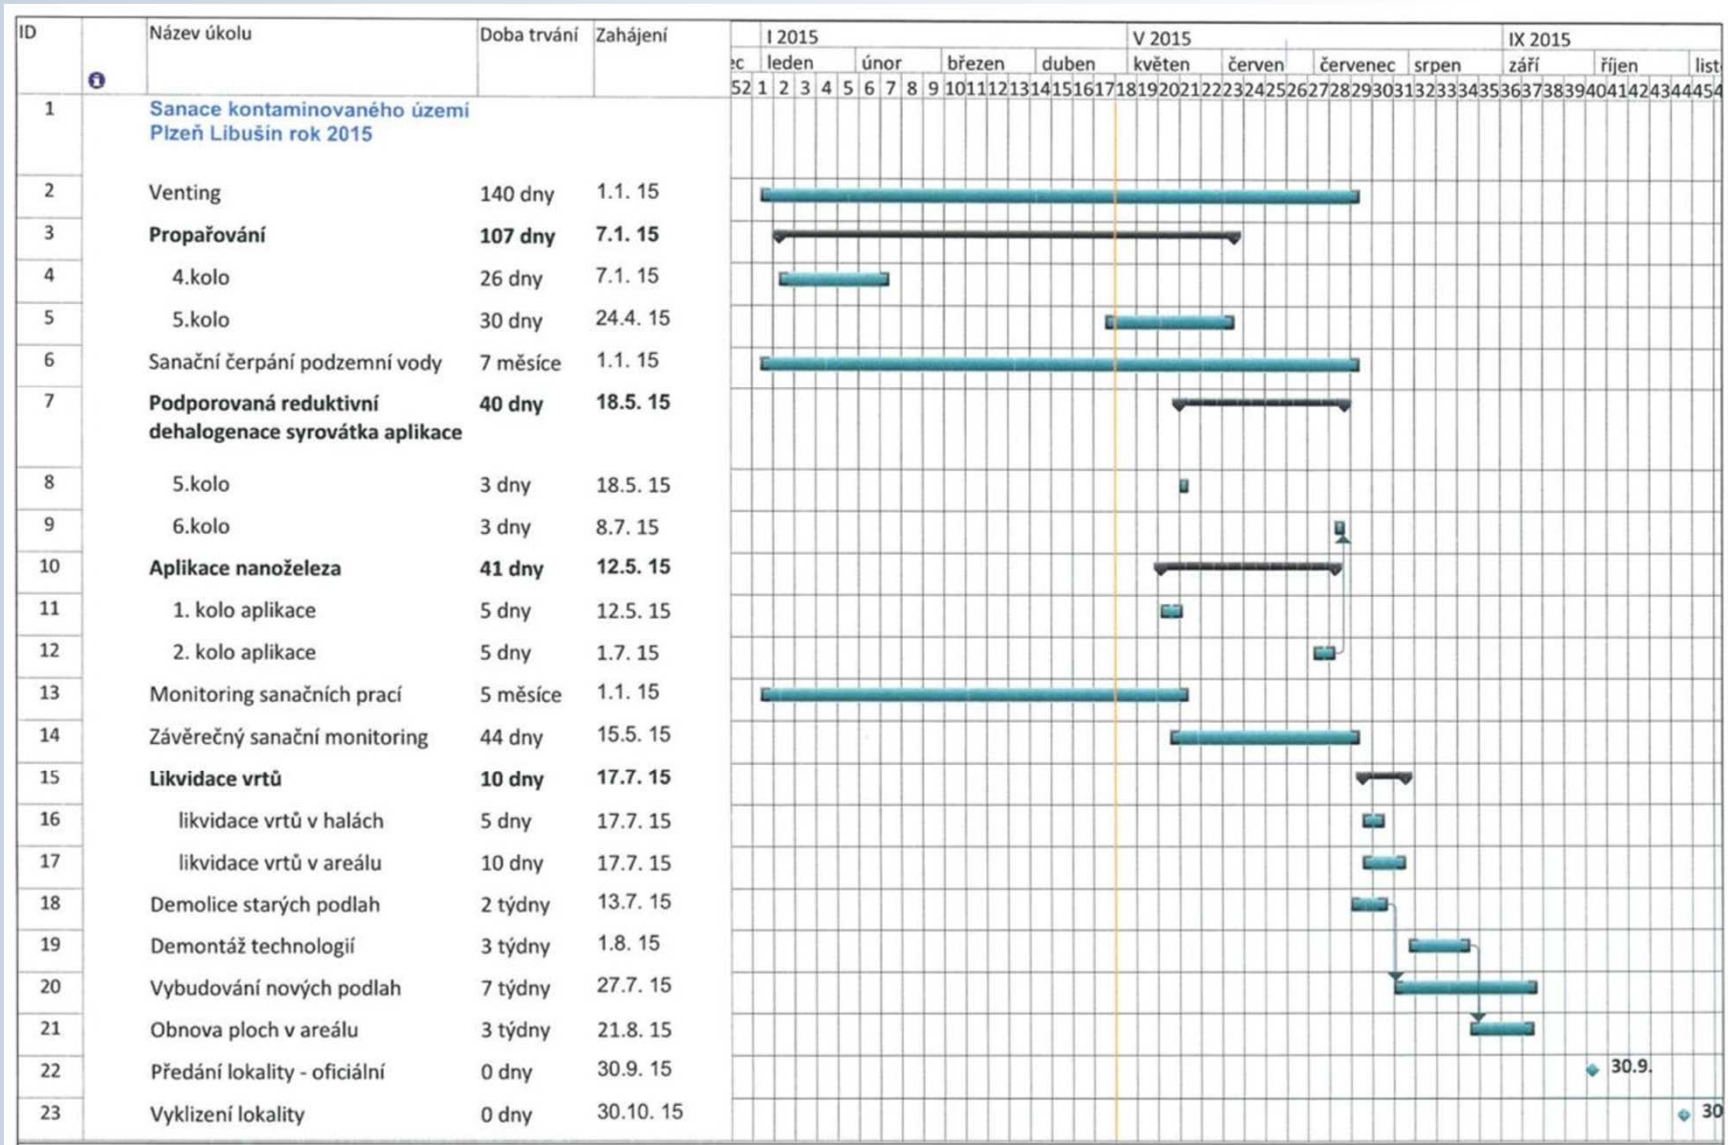 ID Název úkolu Doba trvání Zahájení I 2015 V 2015 IX 2015
leden únor březen duben květen červen červenec srpen září říjen
52 1 2 3 4 5 6 7 8 9 10 11 12 13 14 15 16 17 18 19 20 21 22 23 24 25 26 27 28 29 30 31 32 33 34 35 36 37 38 39 40 41 42 43 44 45 4
1 Sanace kontaminovaného území
Plzeň Libušín rok 2015
2 Venting 140 dny 1.1. 15
3 Propařování 107 dny 7.1. 15
4 4.kolo 26 dny 7.1. 15
5 5.kolo 30 dny 24.4. 15
6 Sanační čerpání podzemní vody 7 měsíce 1.1. 15
7 Podporovaná reduktivní 40 dny 18.5. 15
dehalogenace syrovátka aplikace
8 5.kolo 3 dny 18.5. 15
9 6.kolo 3 dny 8.7. 15
10 Aplikace nanoželeza 41 dny 12.5. 15
11 1. kolo aplikace 5 dny 12.5. 15
12 2. kolo aplikace 5 dny 1.7. 15
13 Monitoring sanačních prací 5 měsíce 1.1. 15
14 Závěrečný sanační monitoring 44 dny 15.5. 15
15 Likvidace vrtů 10 dny 17.7. 15
16 likvidace vrtů v halách 5 dny 17.7. 15
17 likvidace vrtů v areálu 10 dny 17.7. 15
18 Demolice starých podlah 2 týdny 13.7. 15
19 Demontáž technologií 3 týdny 1.8. 15
20 Vybudování nových podlah 7 týdny 27.7. 15
21 Obnova ploch v areálu 3 týdny 21.8. 15
22 Předání lokality - oficiální 0 dny 30.9. 15 30.9.
23 Vyklizení lokality 0 dny 30.10. 15 30